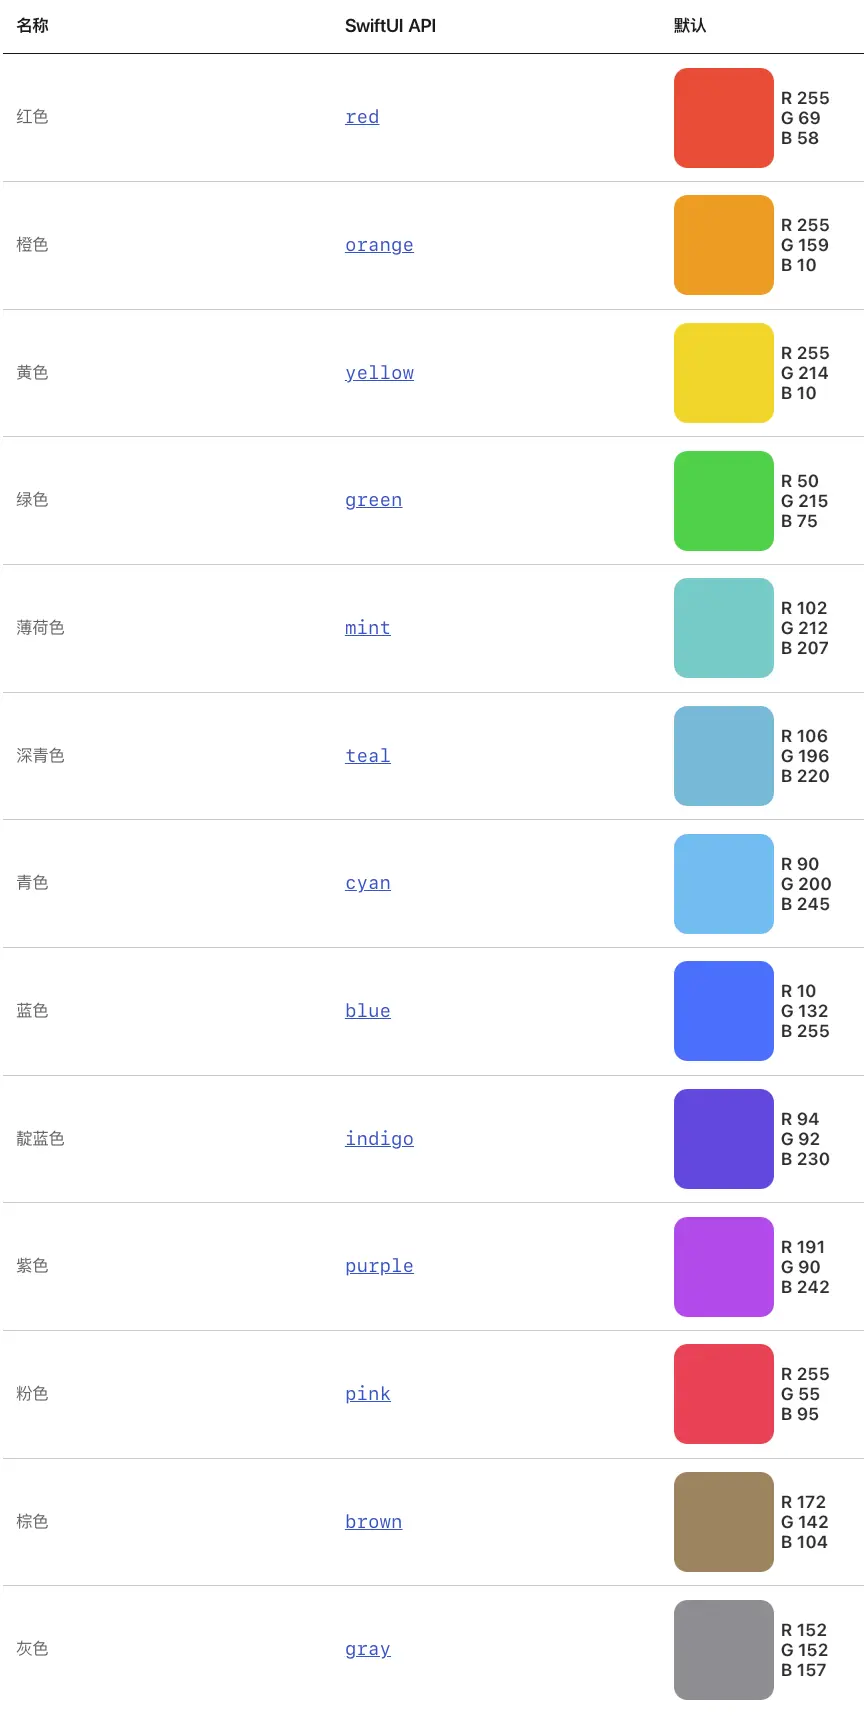 名称 SwiftUI API 默认
红色 red R 255
G 69
B 58
橙色 orange R 255
G 159
B 10
黄色 yellow R 255
G 214
B 10
绿色 green R 50
G 215
B 75
薄荷色 mint R 102
G 212
B 207
深青色 teal R 106
G 196
B 220
青色 cyan R 90
G 200
B 245
蓝色 blue R 10
G 132
B 255
靛蓝色 indigo R 94
G 92
B 230
紫色 purple R 191
G 90
B 242
粉色 pink R 255
G 55
B 95
棕色 brown R 172
G 142
B 104
灰色 gray R 152
G 152
B 157